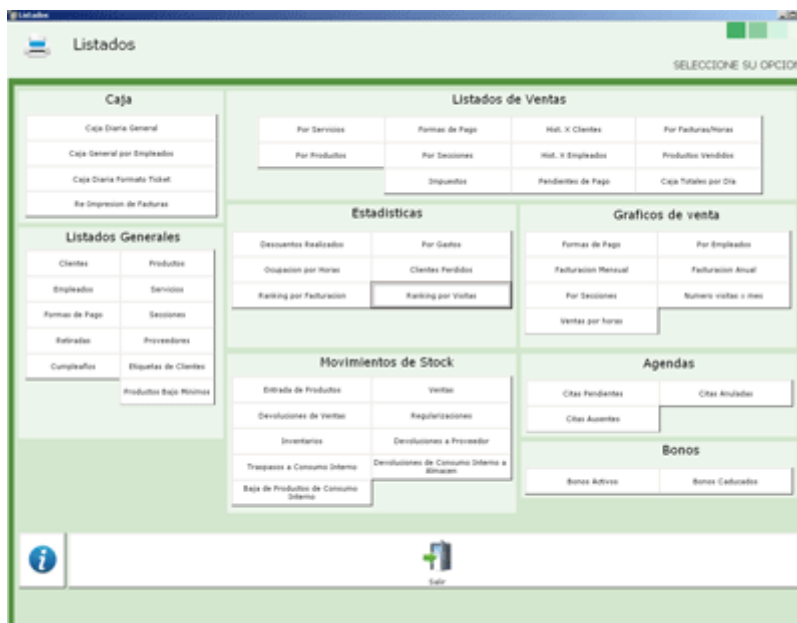 Listados
Listados
SELECCIONE SU OPCION
Caja
Caja Diaria General
Caja General por Empleados
Caja Diaria Formato Ticket
Re-Impresion de Facturas
Listados Generales
Clientes
Productos
Empleados
Servicios
Formas de Pago
Secciones
Retiradas
Proveedores
Cumpleaños
Etiquetas de Clientes
Productos Bajo Minimos
Listados de Ventas
Por Servicios
Formas de Pago
Hist. X Clientes
Por Facturas/Horas
Por Productos
Por Secciones
Hist. X Empleados
Productos Vendidos
Impuestos
Pendientes de Pago
Caja Totales por Dia
Estadisticas
Descuentos Realizados
Por Gastos
Ocupacion por Horas
Clientes Perdidos
Ranking por Facturacion
Ranking por Visitas
Graficos de venta
Formas de Pago
Por Empleados
Facturacion Mensual
Facturacion Anual
Por Secciones
Numero visitas x mes
Ventas por horas
Movimientos de Stock
Entrada de Productos
Ventas
Devoluciones de Ventas
Regularizaciones
Inventarios
Devoluciones a Proveedor
Traspasos a Consumo Interno
Devoluciones de Consumo Interno a
Almacen
Baja de Productos de Consumo
Interno
Agendas
Citas Pendientes
Citas Anuladas
Citas Ausentes
Bonos
Bonos Activos
Bonos Caducados
i
Salir